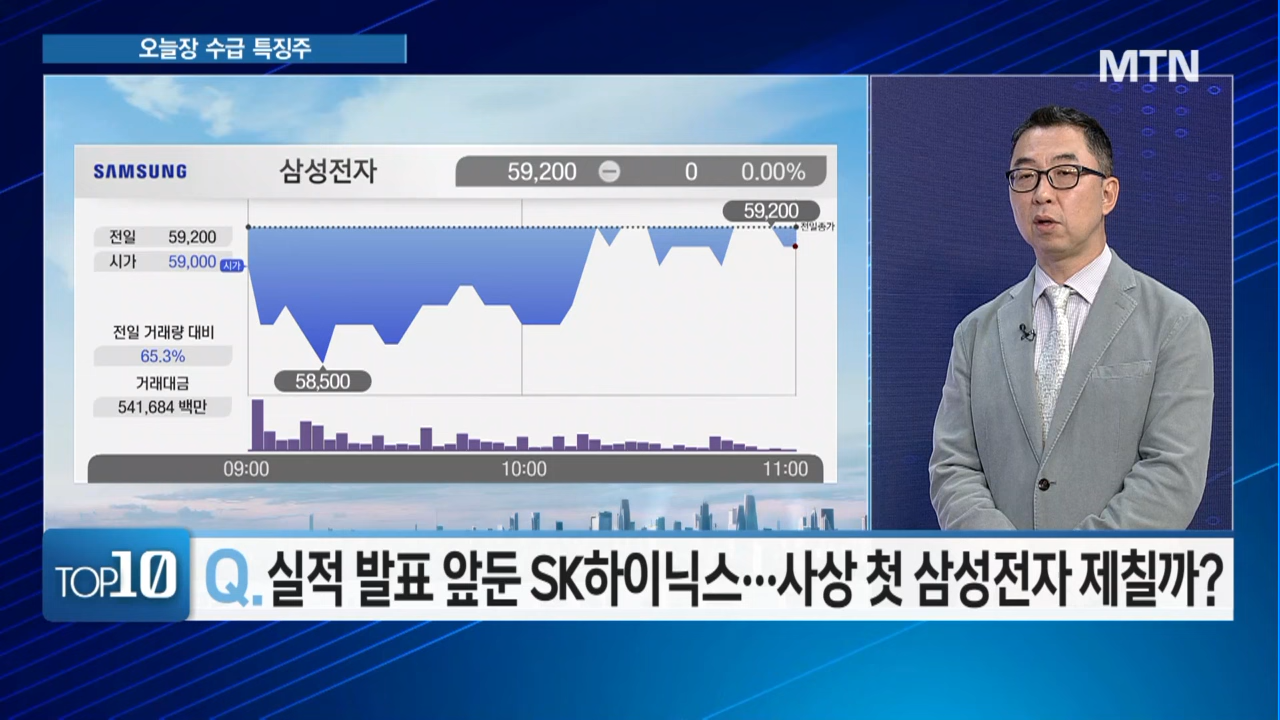 오늘장 수급 특징주
MTN
SAMSUNG 삼성전자 59,200 0 0.00%
59,200
전일종가
전일 59,200
시가 59,000 시가
전일 거래량 대비
65.3%
거래대금
541,684 백만
58,500
09:00 10:00 11:00
TOP10 Q. 실적 발표 앞둔 SK하이닉스…사상 첫 삼성전자 제칠까?